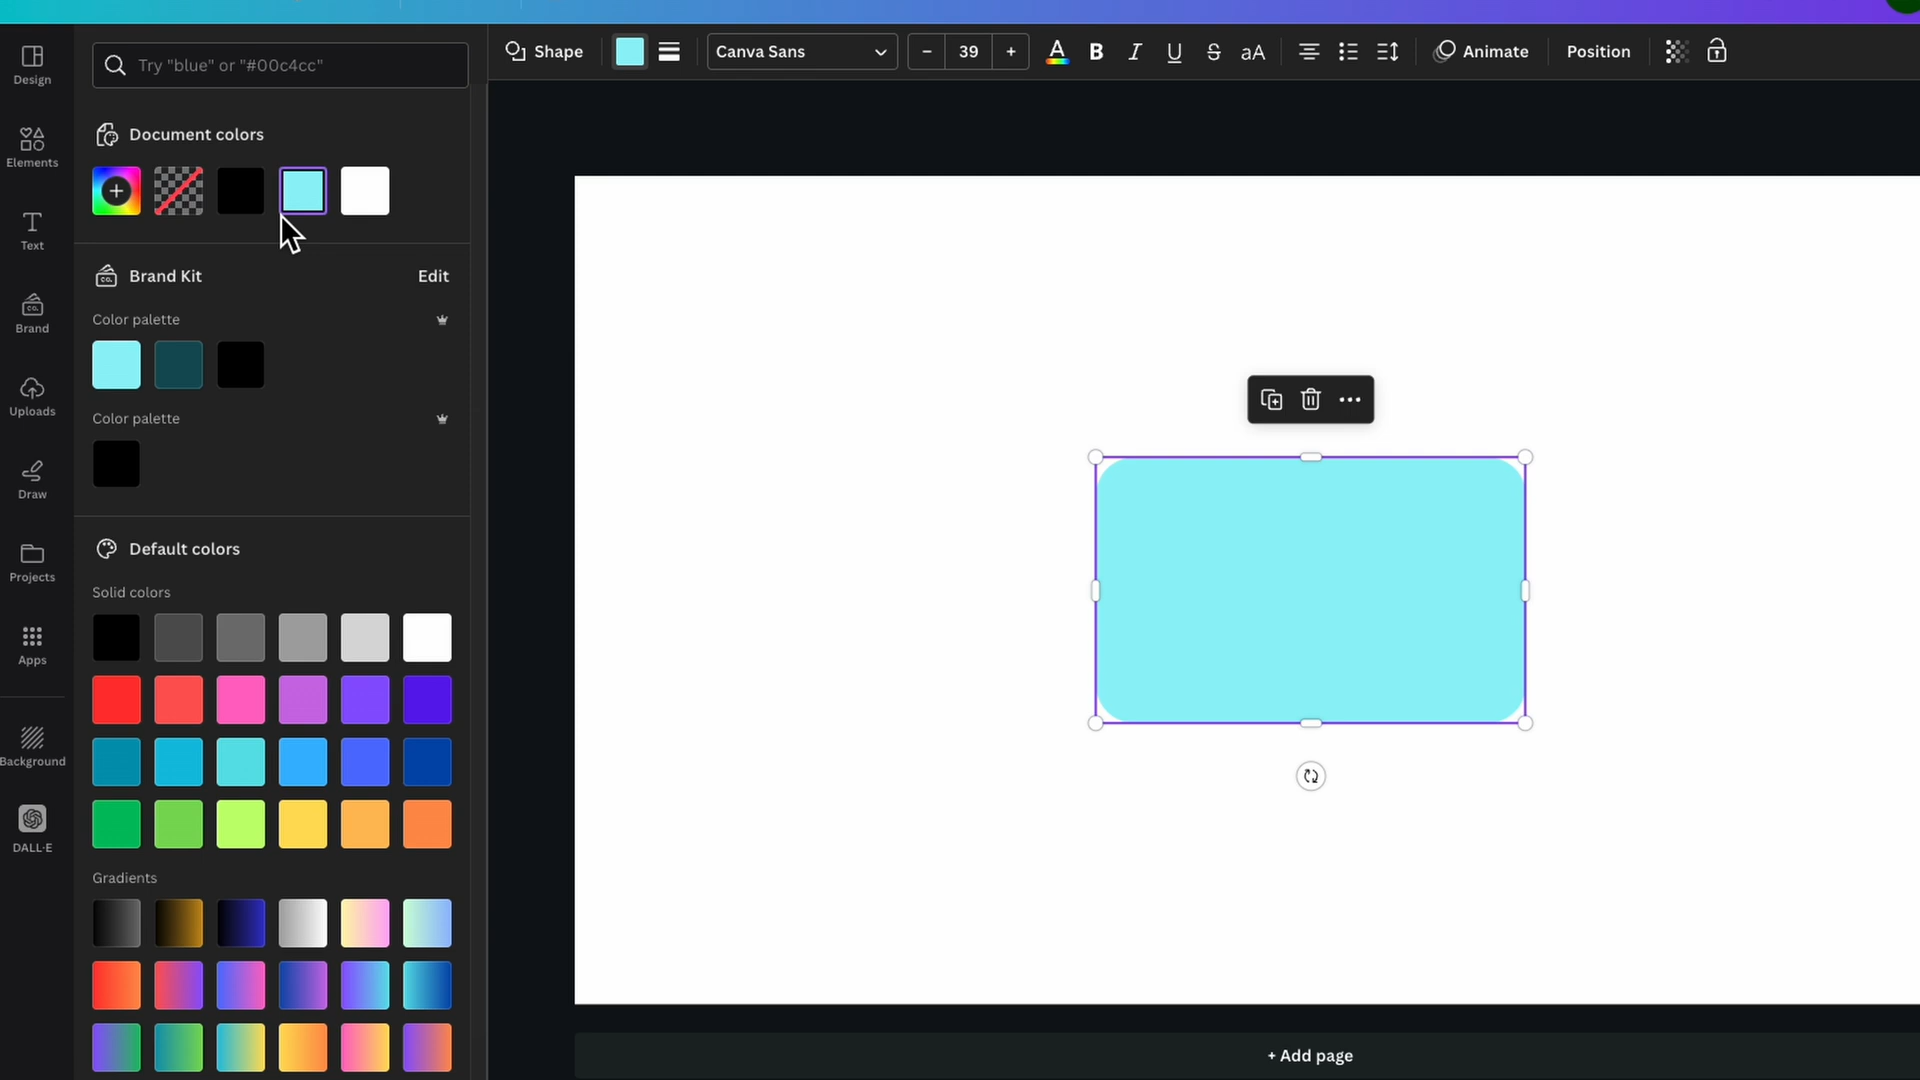 Design
Elements
Text
Brand
Uploads
Draw
Projects
Apps
Background
DALL·E
Try "blue" or "#00c4cc"
Document colors
Brand Kit
Edit
Color palette
Color palette
Default colors
Solid colors
Gradients
Shape
Canva Sans
− 39 +
A B I U S aA
Animate
Position
+ Add page